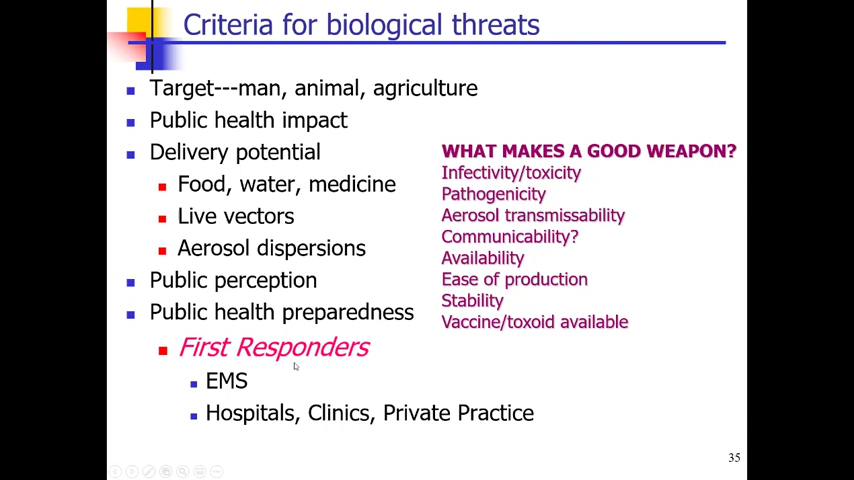 Criteria for biological threats
Target---man, animal, agriculture
Public health impact
Delivery potential
Food, water, medicine
Live vectors
Aerosol dispersions
Public perception
Public health preparedness
First Responders
EMS
Hospitals, Clinics, Private Practice
WHAT MAKES A GOOD WEAPON?
Infectivity/toxicity
Pathogenicity
Aerosol transmissability
Communicability?
Availability
Ease of production
Stability
Vaccine/toxoid available
35